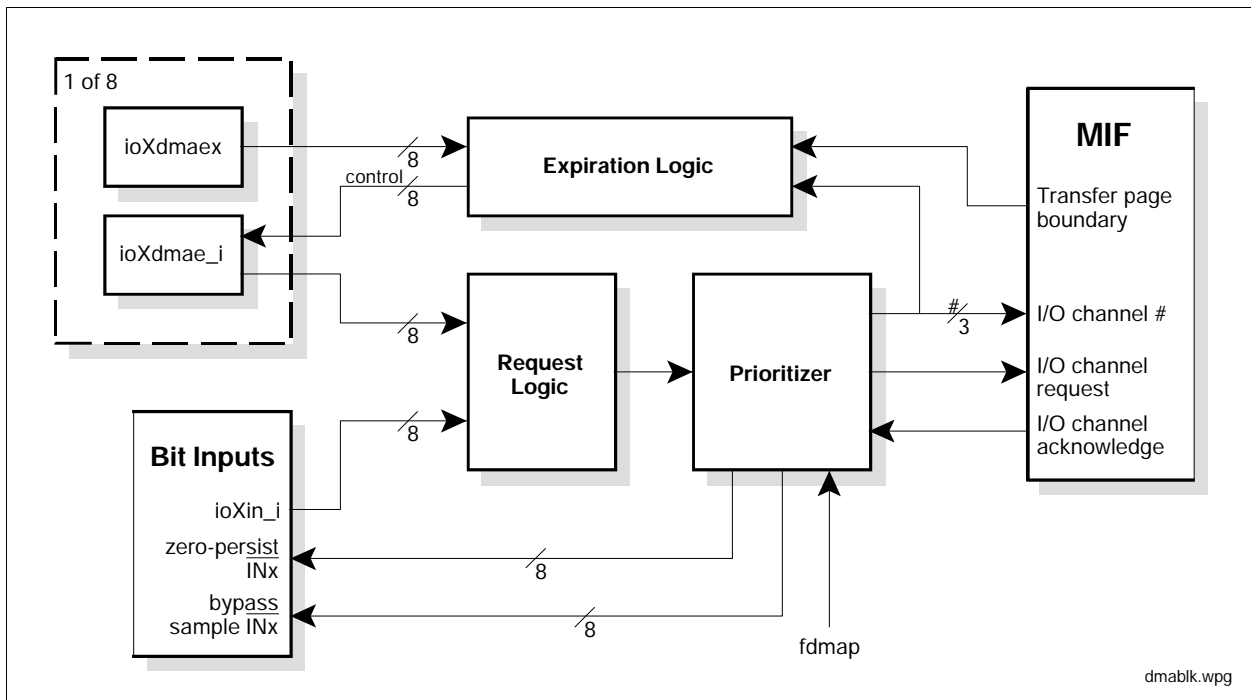 1 of 8
ioXdmaex
8
control
8
ioXdmae_i
8
Expiration Logic
MIF
Transfer page
boundary
Request
Logic
Prioritizer
#
3
I/O channel #
I/O channel
request
I/O channel
acknowledge
8
Bit Inputs
ioXin_i
zero-persist
INx
8
bypass
sample INx
8
fdmap
dmablk.wpg